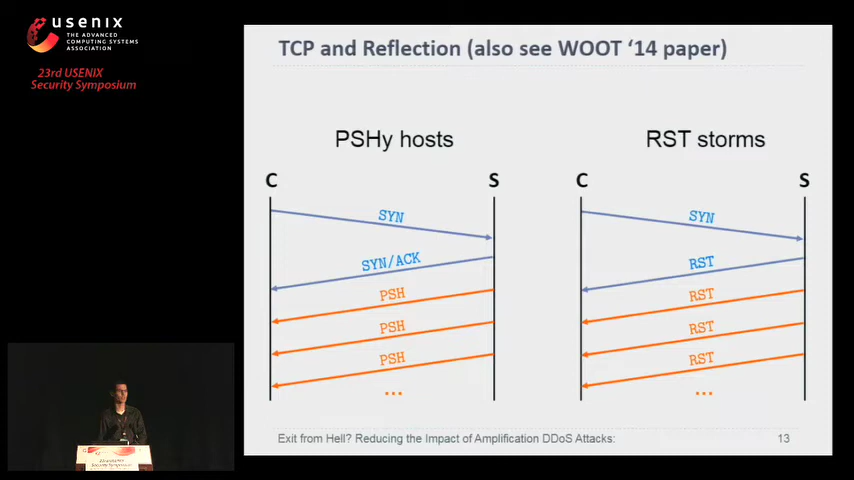 usenix
THE ADVANCED
COMPUTING SYSTEMS
ASSOCIATION
23rd USENIX
Security Symposium
TCP and Reflection (also see WOOT ‘14 paper)
PSHy hosts
C
S
SYN
SYN/ACK
PSH
PSH
PSH
...
RST storms
C
S
SYN
RST
RST
RST
RST
...
Exit from Hell? Reducing the Impact of Amplification DDoS Attacks:
13